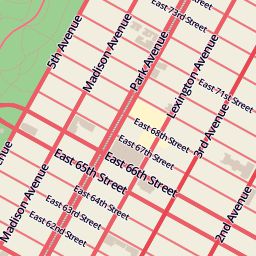 East 73rd Street
5th Avenue
Madison Avenue
Park Avenue
Lexington Avenue
East 71st Street
East 68th Street
East 67th Street
3rd Avenue
East 66th Street
East 65th Street
East 64th Street
East 63rd Street
East 62nd Street
Madison Avenue
2nd Avenue